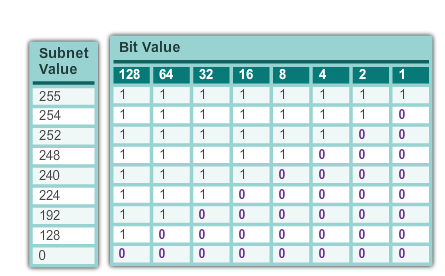 Subnet Value Bit Value
128 64 32 16 8 4 2 1
255 1 1 1 1 1 1 1 1
254 1 1 1 1 1 1 1 0
252 1 1 1 1 1 1 0 0
248 1 1 1 1 1 0 0 0
240 1 1 1 1 0 0 0 0
224 1 1 1 0 0 0 0 0
192 1 1 0 0 0 0 0 0
128 1 0 0 0 0 0 0 0
0 0 0 0 0 0 0 0 0